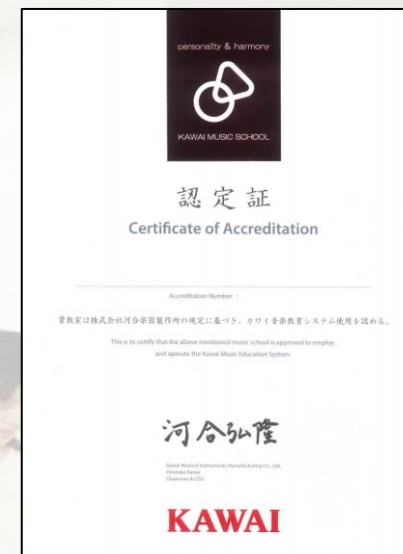 personality & harmony
KAWAI MUSIC SCHOOL
認定証
Certificate of Accreditation
Accreditation Number :
貴教室は株式会社河合楽器製作所の規定に基づき、カワイ音楽教育システム使用を認める。
This is to certify that the above mentioned music school is approved to employ
and operate the Kawai Music Education System.
河合弘隆
Kawai Musical Instruments Manufacturing Co., Ltd.
Hirotaka Kawai
Chairman & CEO
KAWAI